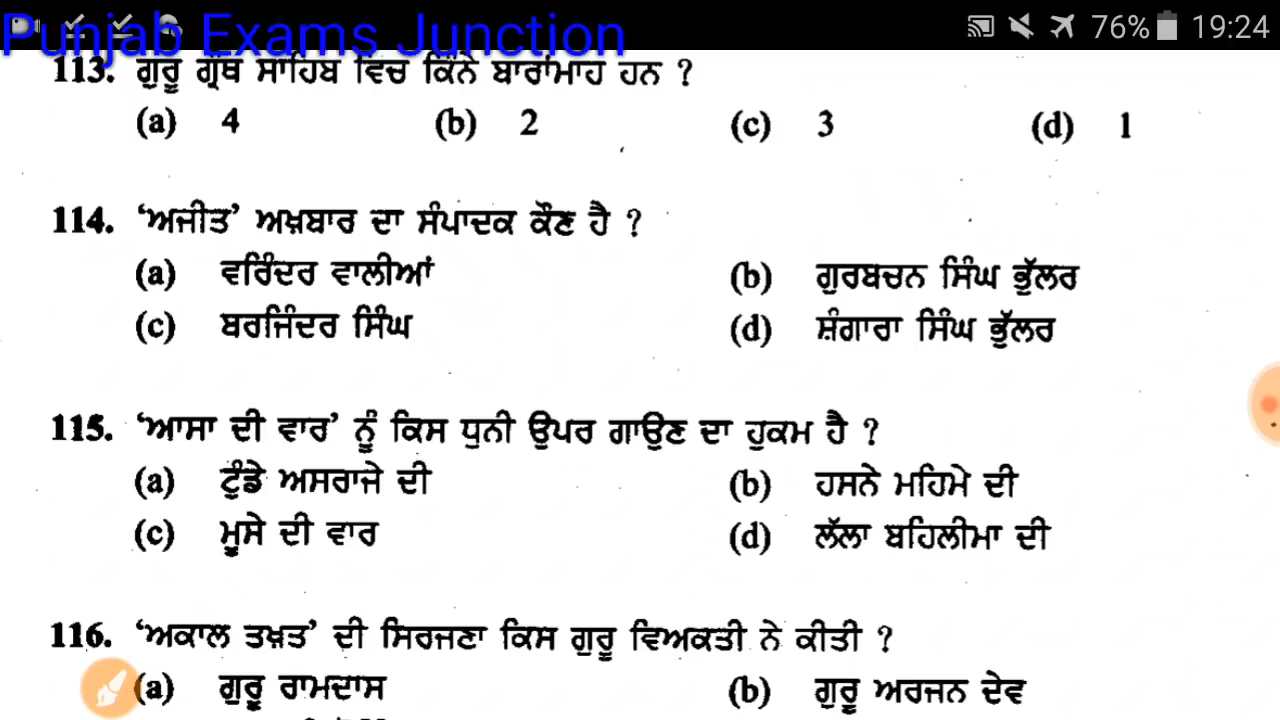 Punjab Exams Junction
76% 19:24
113. ਗੁਰੂ ਗ੍ਰੰਥ ਸਾਹਿਬ ਵਿਚ ਕਿੰਨੇ ਬਾਰਾਂਮਾਹ ਹਨ ?
(a) 4 (b) 2 (c) 3 (d) 1
114. ‘ਅਜੀਤ’ ਅਖ਼ਬਾਰ ਦਾ ਸੰਪਾਦਕ ਕੌਣ ਹੈ ?
(a) ਵਰਿੰਦਰ ਵਾਲੀਆਂ (b) ਗੁਰਬਚਨ ਸਿੰਘ ਭੁੱਲਰ
(c) ਬਰਜਿੰਦਰ ਸਿੰਘ (d) ਸ਼ੰਗਾਰਾ ਸਿੰਘ ਭੁੱਲਰ
115. ‘ਆਸਾ ਦੀ ਵਾਰ’ ਨੂੰ ਕਿਸ ਧੁਨੀ ਉਪਰ ਗਾਉਣ ਦਾ ਹੁਕਮ ਹੈ ?
(a) ਟੁੰਡੇ ਅਸਰਾਜੇ ਦੀ (b) ਹਸਨੇ ਮਹਿਮੇ ਦੀ
(c) ਮੂਸੇ ਦੀ ਵਾਰ (d) ਲੱਲਾ ਬਹਿਲੀਮਾ ਦੀ
116. ‘ਅਕਾਲ ਤਖ਼ਤ’ ਦੀ ਸਿਰਜਣਾ ਕਿਸ ਗੁਰੂ ਵਿਅਕਤੀ ਨੇ ਕੀਤੀ ?
(a) ਗੁਰੂ ਰਾਮਦਾਸ (b) ਗੁਰੂ ਅਰਜਨ ਦੇਵ